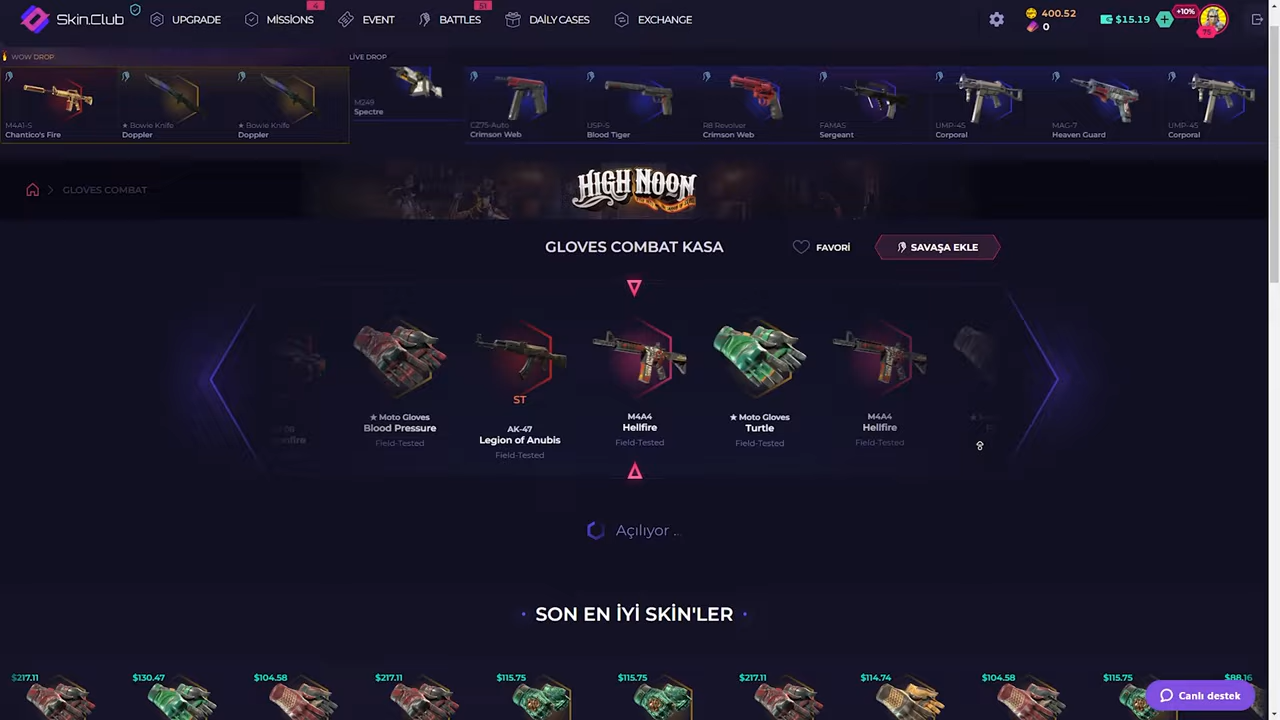 Skin.Club
UPGRADE
MISSIONS
4
EVENT
BATTLES
51
DAILY CASES
EXCHANGE
400.52
0
$15.19
+10%
75
WOW DROP
LİVE DROP
M4A1-S
Chantico's Fire
★ Bowie Knife
Doppler
★ Bowie Knife
Doppler
M249
Spectre
CZ75-Auto
Crimson Web
USP-S
Blood Tiger
R8 Revolver
Crimson Web
FAMAS
Sergeant
UMP-45
Corporal
MAG-7
Heaven Guard
UMP-45
Corporal
GLOVES COMBAT
HIGH NOON
GLOVES COMBAT KASA
FAVORİ
SAVAŞA EKLE
★ Moto Gloves
Blood Pressure
Field-Tested
ST
AK-47
Legion of Anubis
Field-Tested
M4A4
Hellfire
Field-Tested
★ Moto Gloves
Turtle
Field-Tested
M4A4
Hellfire
Field-Tested
Açılıyor ...
SON EN İYİ SKİN'LER
$217.11
$130.47
$104.58
$217.11
$115.75
$115.75
$217.11
$114.74
$104.58
$115.75
$88.16
Canlı destek